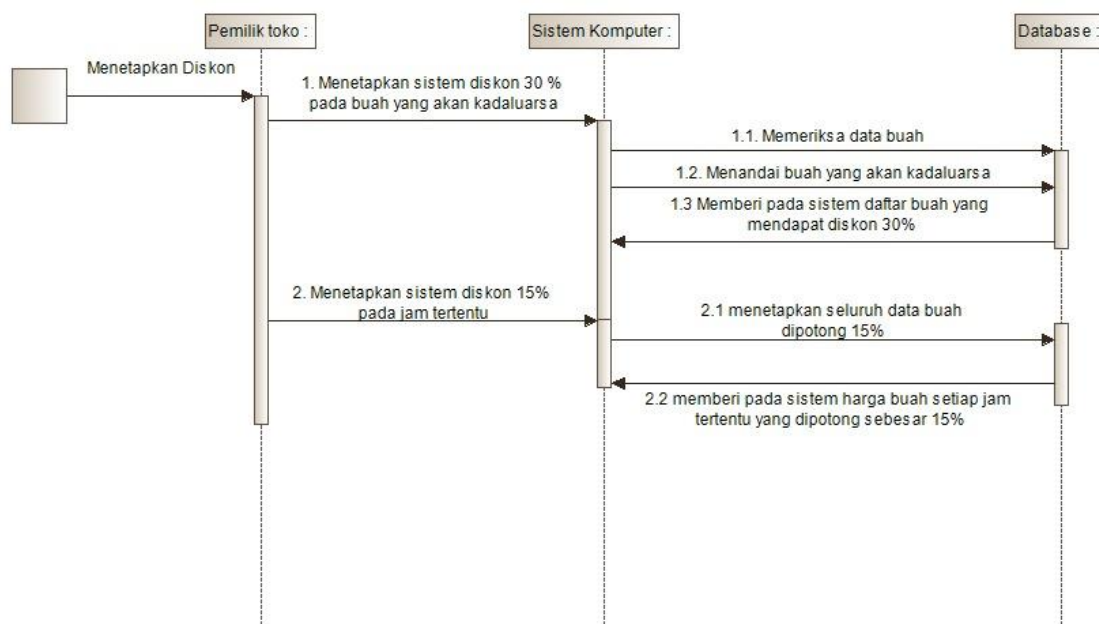 Pemilik toko :
Sistem Komputer :
Database :
Menetapkan Diskon
1. Menetapkan sistem diskon 30 %
pada buah yang akan kadaluarsa
1.1. Memeriksa data buah
1.2. Menandai buah yang akan kadaluarsa
1.3 Memberi pada sistem daftar buah yang
mendapat diskon 30%
2. Menetapkan sistem diskon 15%
pada jam tertentu
2.1 menetapkan seluruh data buah
dipotong 15%
2.2 memberi pada sistem harga buah setiap jam
tertentu yang dipotong sebesar 15%